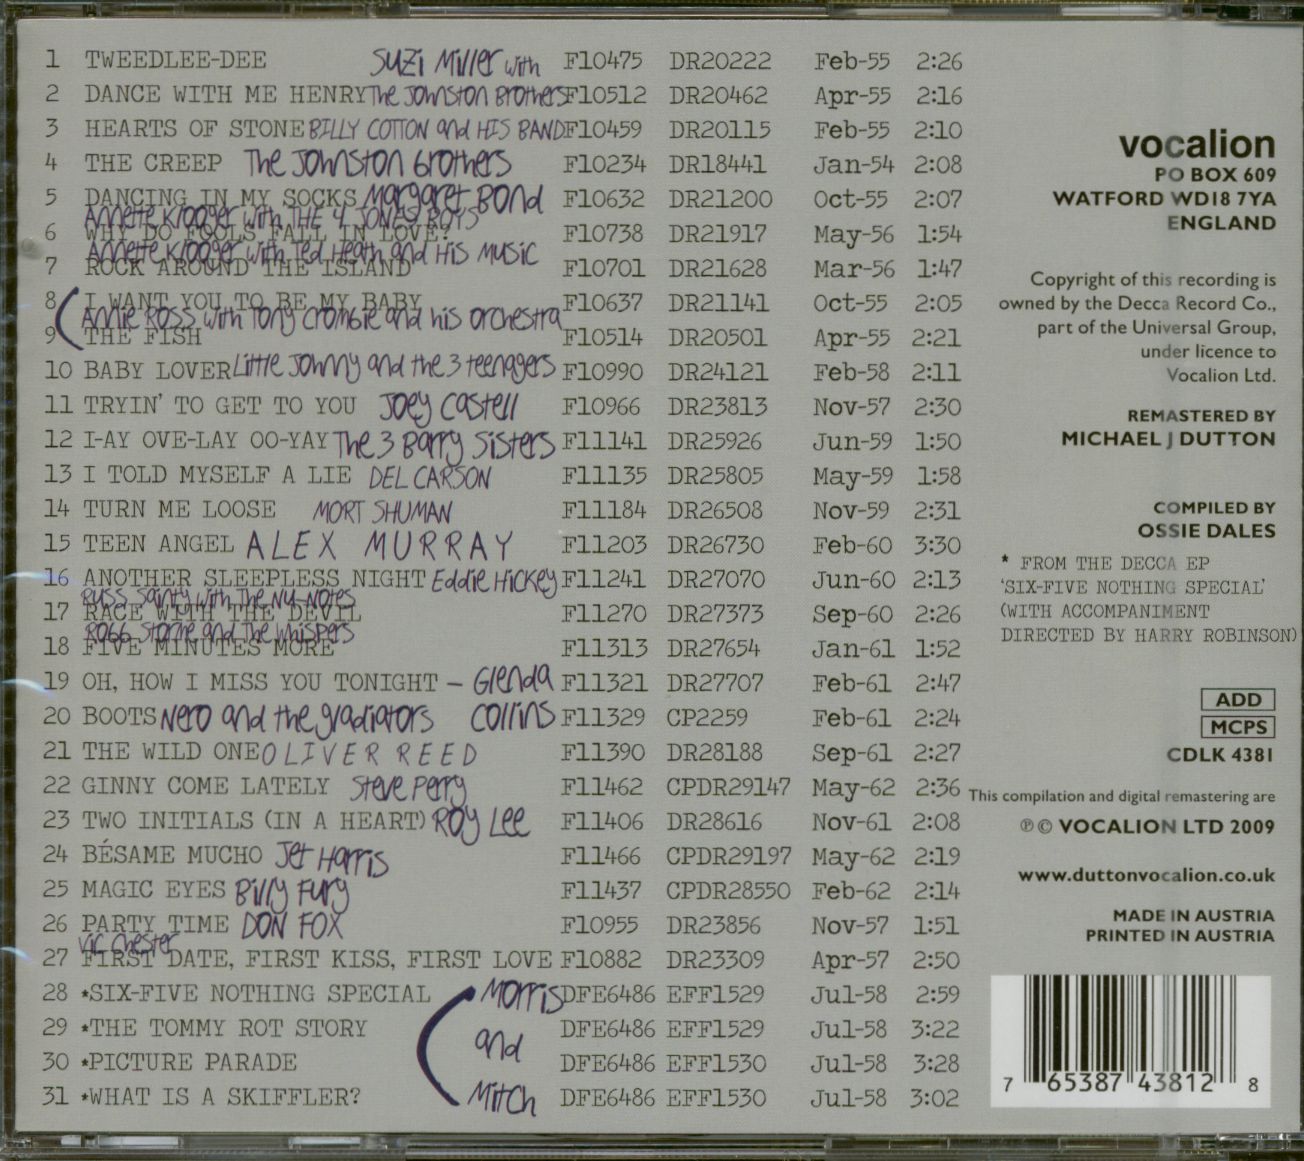 1 TWEEDLEE-DEE SUZI MILLER with F10475 DR20222 Feb-55 2:26
2 DANCE WITH ME HENRY The Johnston Brothers F10512 DR20462 Apr-55 2:16
3 HEARTS OF STONE BILLY COTTON and HIS BAND F10459 DR20115 Feb-55 2:10
4 THE CREEP The Johnston Brothers F10234 DR18441 Jan-54 2:08
5 DANCING IN MY SOCKS Margaret BOND F10632 DR21200 Oct-55 2:07
Annette Klooger with THE 4 JONES BOYS
6 WHY DO FOOLS FALL IN LOVE? F10738 DR21917 May-56 1:54
Annette Klooger with Ted Heath and His Music
7 ROCK AROUND THE ISLAND F10701 DR21628 Mar-56 1:47
8 I WANT YOU TO BE MY BABY F10637 DR21141 Oct-55 2:05
Annie Ross with Tony Crombie and his orchestra
9 THE FISH F10514 DR20501 Apr-55 2:21
10 BABY LOVER Little Johnny and the 3 teenagers F10990 DR24121 Feb-58 2:11
11 TRYIN' TO GET TO YOU Joey Castell F10966 DR23813 Nov-57 2:30
12 I-AY OVE-LAY OO-YAY The 3 Barry Sisters F11141 DR25926 Jun-59 1:50
13 I TOLD MYSELF A LIE DEL CARSON F11135 DR25805 May-59 1:58
14 TURN ME LOOSE MORT SHUMAN F11184 DR26508 Nov-59 2:31
15 TEEN ANGEL ALEX MURRAY F11203 DR26730 Feb-60 3:30
16 ANOTHER SLEEPLESS NIGHT Eddie Hickey F11241 DR27070 Jun-60 2:13
Russ Sainty with The Nu-Notes
17 RACE WITH THE DEVIL F11270 DR27373 Sep-60 2:26
Robb Storme and The Whispers
18 FIVE MINUTES MORE F11313 DR27654 Jan-61 1:52
19 OH, HOW I MISS YOU TONIGHT - Glenda F11321 DR27707 Feb-61 2:47
20 BOOTS Nero and the gladiators Collins F11329 CP2259 Feb-61 2:24
21 THE WILD ONE OLIVER REED F11390 DR28188 Sep-61 2:27
22 GINNY COME LATELY Steve Perry F11462 CPDR29147 May-62 2:36
23 TWO INITIALS (IN A HEART) ROY LEE F11406 DR28616 Nov-61 2:08
24 BÉSAME MUCHO Jet Harris F11466 CPDR29197 May-62 2:19
25 MAGIC EYES Billy Fury F11437 CPDR28550 Feb-62 2:14
26 PARTY TIME DON FOX F10955 DR23856 Nov-57 1:51
Vic Chester
27 FIRST DATE, FIRST KISS, FIRST LOVE F10882 DR23309 Apr-57 2:50
28 *SIX-FIVE NOTHING SPECIAL Morris DFE6486 EFF1529 Jul-58 2:59
29 *THE TOMMY ROT STORY and DFE6486 EFF1529 Jul-58 3:22
30 *PICTURE PARADE DFE6486 EFF1530 Jul-58 3:28
31 *WHAT IS A SKIFFLER? Mitch DFE6486 EFF1530 Jul-58 3:02
vocalion
PO BOX 609
WATFORD WD18 7YA
ENGLAND
Copyright of this recording is
owned by the Decca Record Co.,
part of the Universal Group,
under licence to
Vocalion Ltd.
REMASTERED BY
MICHAEL J DUTTON
COMPILED BY
OSSIE DALES
* FROM THE DECCA EP
'SIX-FIVE NOTHING SPECIAL'
(WITH ACCOMPANIMENT
DIRECTED BY HARRY ROBINSON)
ADD
MCPS
CDLK 4381
This compilation and digital remastering are
℗© VOCALION LTD 2009
www.duttonvocalion.co.uk
MADE IN AUSTRIA
PRINTED IN AUSTRIA
7 65387 43812 8